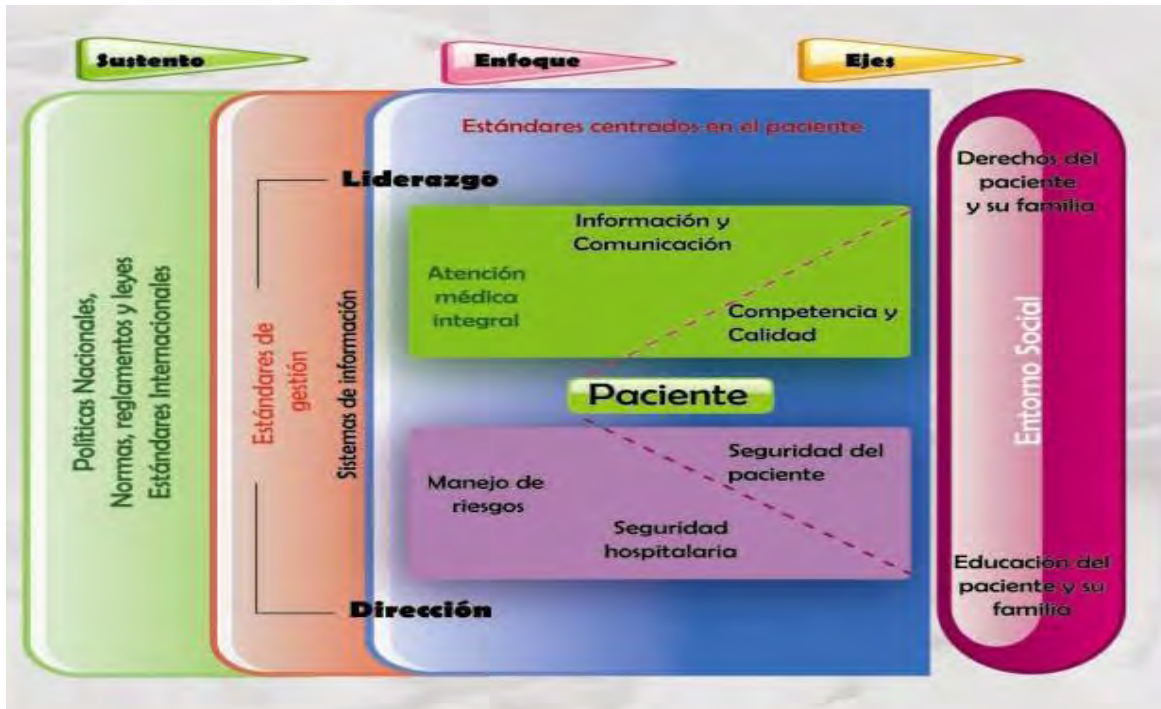 Sustento
Enfoque
Ejes
Políticas Nacionales,
Normas, reglamentos y leyes
Estándares Internacionales
Estándares de
gestión
Sistemas de información
Liderazgo
Dirección
Estándares centrados en el paciente
Información y
Comunicación
Atención
médica
integral
Competencia y
Calidad
Paciente
Manejo de
riesgos
Seguridad del
paciente
Seguridad
hospitalaria
Derechos del
paciente
y su familia
Entorno Social
Educación del
paciente y su
familia